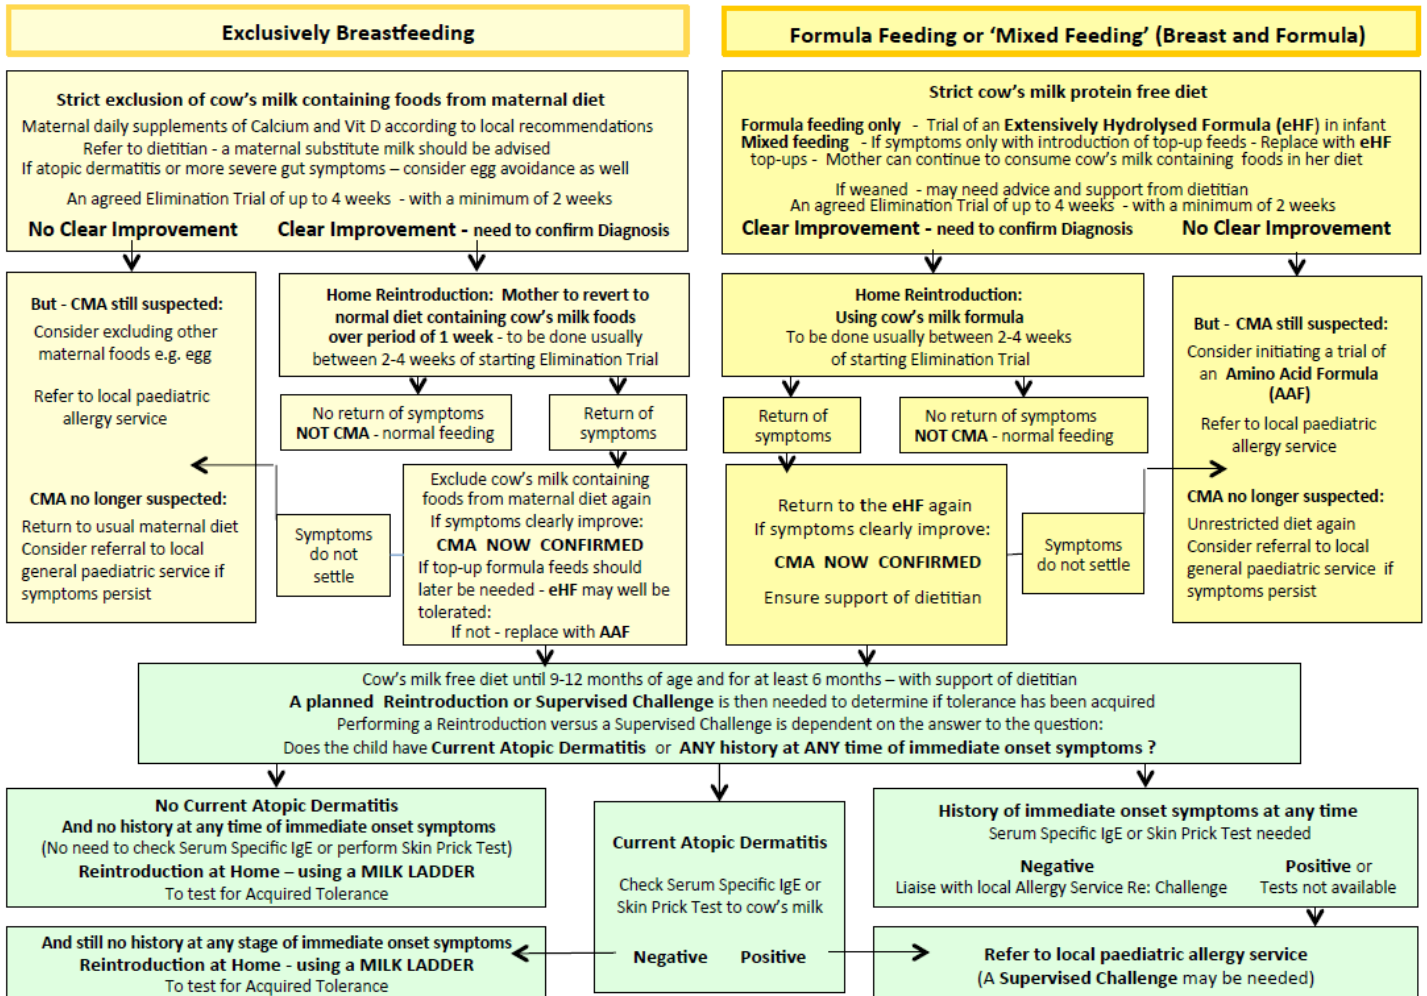 Exclusively Breastfeeding
Strict exclusion of cow's milk containing foods from maternal diet
Maternal daily supplements of Calcium and Vit D according to local recommendations
Refer to dietitian - a maternal substitute milk should be advised
If atopic dermatitis or more severe gut symptoms – consider egg avoidance as well
An agreed Elimination Trial of up to 4 weeks - with a minimum of 2 weeks
No Clear Improvement
Clear Improvement - need to confirm Diagnosis
But - CMA still suspected:
Consider excluding other
maternal foods e.g. egg
Refer to local paediatric
allergy service
CMA no longer suspected:
Return to usual maternal diet
Consider referral to local
general paediatric service if
symptoms persist
Home Reintroduction: Mother to revert to
normal diet containing cow's milk foods
over period of 1 week - to be done usually
between 2-4 weeks of starting Elimination Trial
No return of symptoms
NOT CMA - normal feeding
Return of
symptoms
Symptoms
do not
settle
Exclude cow's milk containing
foods from maternal diet again
If symptoms clearly improve:
CMA NOW CONFIRMED
If top-up formula feeds should
later be needed - eHF may well be
tolerated:
If not - replace with AAF
Formula Feeding or 'Mixed Feeding' (Breast and Formula)
Strict cow's milk protein free diet
Formula feeding only - Trial of an Extensively Hydrolysed Formula (eHF) in infant
Mixed feeding - If symptoms only with introduction of top-up feeds - Replace with eHF
top-ups - Mother can continue to consume cow's milk containing foods in her diet
If weaned - may need advice and support from dietitian
An agreed Elimination Trial of up to 4 weeks - with a minimum of 2 weeks
Clear Improvement - need to confirm Diagnosis
No Clear Improvement
Home Reintroduction:
Using cow's milk formula
To be done usually between 2-4 weeks
of starting Elimination Trial
Return of
symptoms
No return of symptoms
NOT CMA - normal feeding
Return to the eHF again
If symptoms clearly improve:
CMA NOW CONFIRMED
Ensure support of dietitian
Symptoms
do not settle
But - CMA still suspected:
Consider initiating a trial of
an Amino Acid Formula
(AAF)
Refer to local paediatric
allergy service
CMA no longer suspected:
Unrestricted diet again
Consider referral to local
general paediatric service if
symptoms persist
Cow's milk free diet until 9-12 months of age and for at least 6 months – with support of dietitian
A planned Reintroduction or Supervised Challenge is then needed to determine if tolerance has been acquired
Performing a Reintroduction versus a Supervised Challenge is dependent on the answer to the question:
Does the child have Current Atopic Dermatitis or ANY history at ANY time of immediate onset symptoms ?
No Current Atopic Dermatitis
And no history at any time of immediate onset symptoms
(No need to check Serum Specific IgE or perform Skin Prick Test)
Reintroduction at Home – using a MILK LADDER
To test for Acquired Tolerance
And still no history at any stage of immediate onset symptoms
Reintroduction at Home - using a MILK LADDER
To test for Acquired Tolerance
Current Atopic Dermatitis
Check Serum Specific IgE or
Skin Prick Test to cow's milk
Negative Positive
History of immediate onset symptoms at any time
Serum Specific IgE or Skin Prick Test needed
Negative
Liaise with local Allergy Service Re: Challenge
Positive or
Tests not available
Refer to local paediatric allergy service
(A Supervised Challenge may be needed)